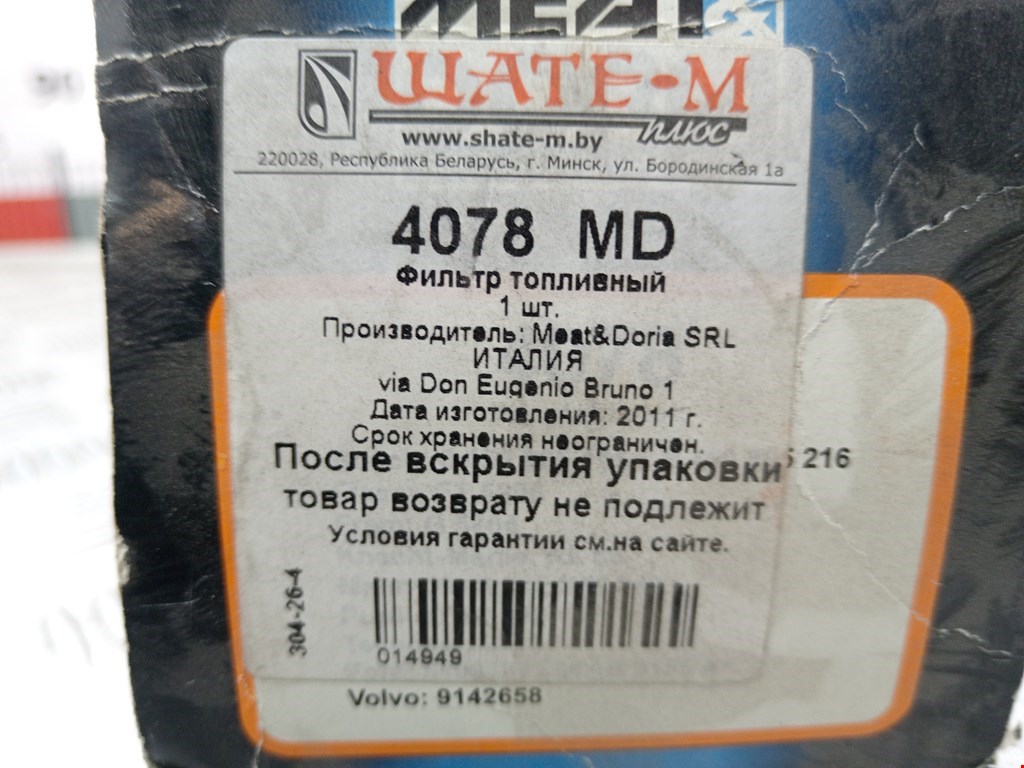 MEAT&
ШАТЕ-М
плюс
www.shate-m.by
220028, Республика Беларусь, г. Минск, ул. Бородинская 1а
4078 MD
Фильтр топливный
1 шт.
Производитель: Meat&Doria SRL
ИТАЛИЯ
via Don Eugenio Bruno 1
Дата изготовления: 2011 г.
Срок хранения неограничен.
216
После вскрытия упаковки
товар возврату не подлежит
Условия гарантии см.на сайте.
304-26-4
014949
Volvo: 9142658